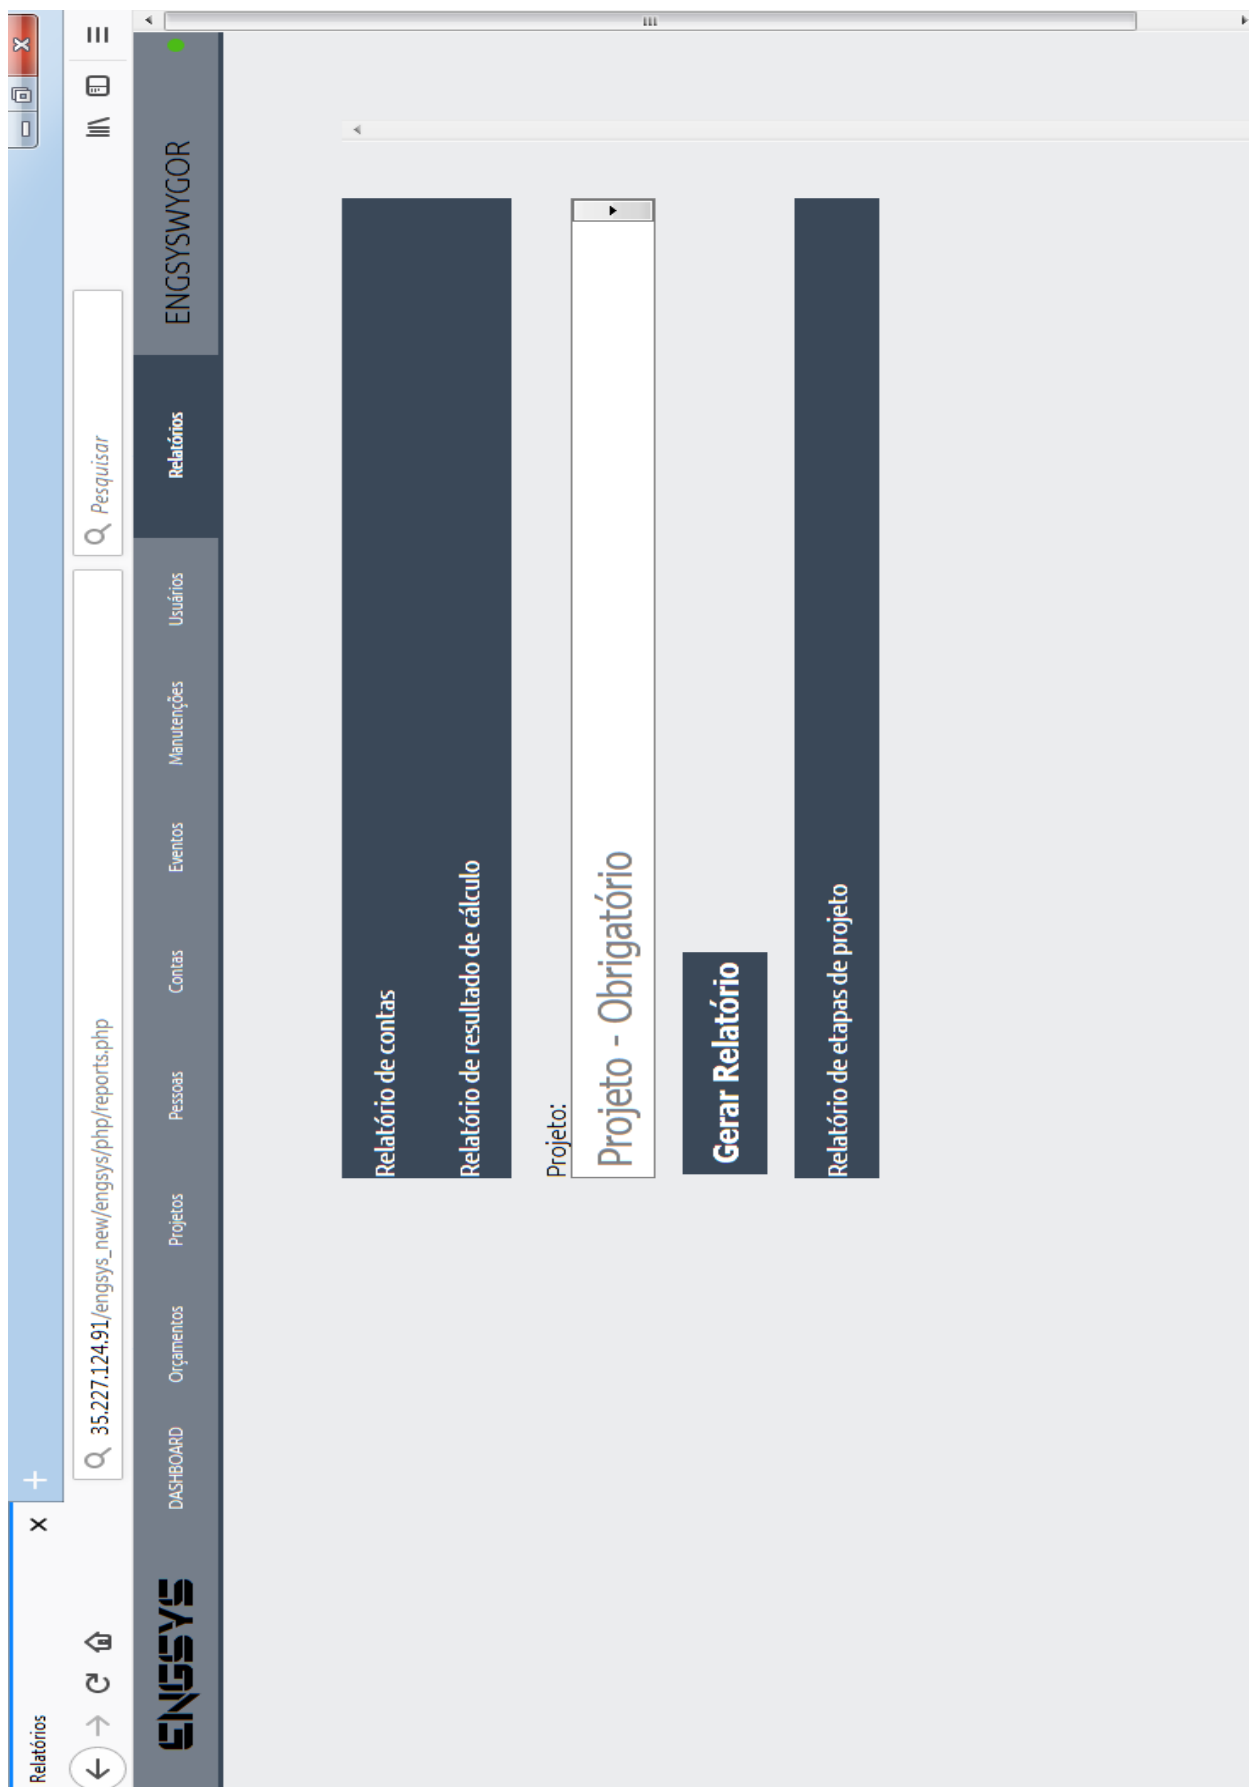 Relatórios
35.227.124.91/engsys_new/engsys/php/reports.php
Pesquisar
ENGSYS
DASHBOARD
Orçamentos
Projetos
Pessoas
Contas
Eventos
Manutenções
Usuários
Relatórios
ENGSYSWYGOR
Relatório de contas
Relatório de resultado de cálculo
Projeto:
Projeto - Obrigatório
Gerar Relatório
Relatório de etapas de projeto